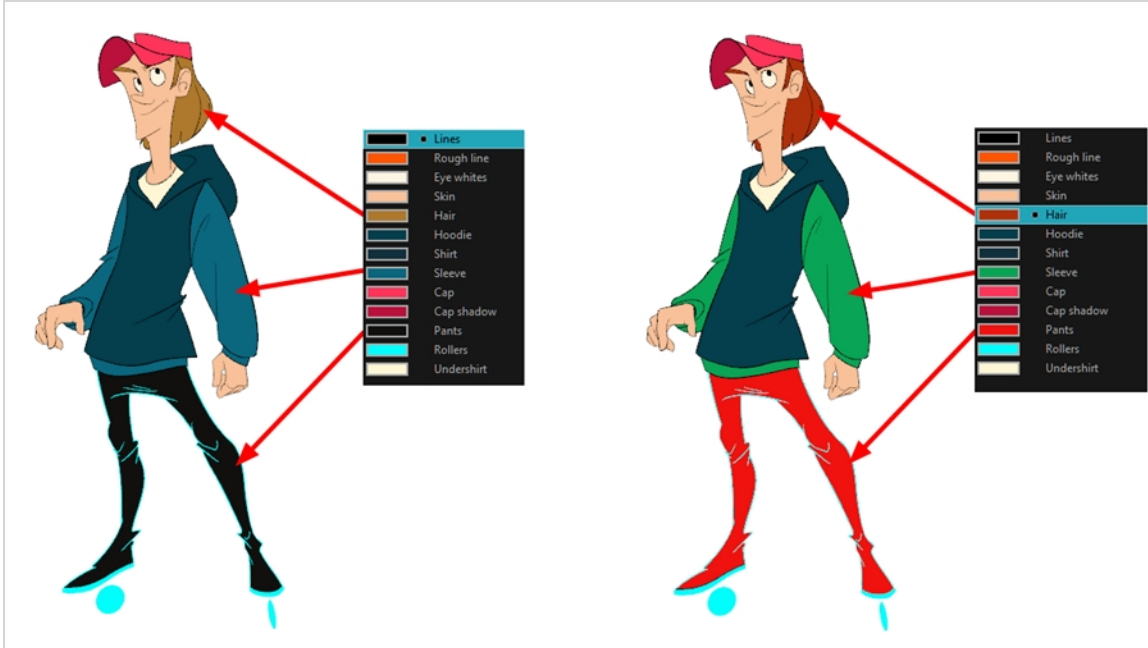 Lines
Rough line
Eye whites
Skin
Hair
Hoodie
Shirt
Sleeve
Cap
Cap shadow
Pants
Rollers
Undershirt
Lines
Rough line
Eye whites
Skin
Hair
Hoodie
Shirt
Sleeve
Cap
Cap shadow
Pants
Rollers
Undershirt